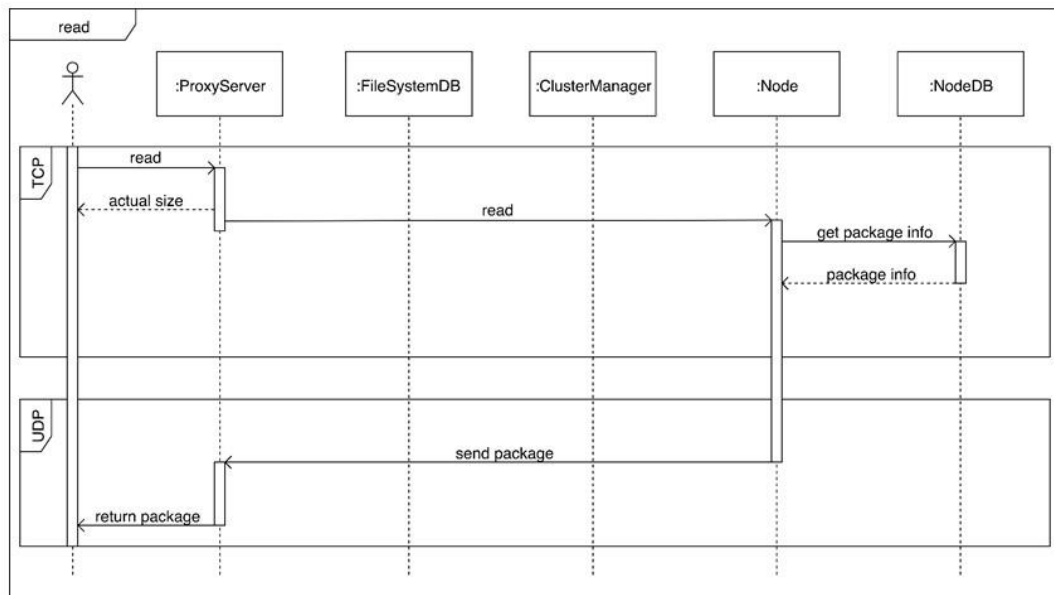 read
:ProxyServer
:FileSystemDB
:ClusterManager
:Node
:NodeDB
TCP
read
actual size
read
get package info
package info
UDP
send package
return package